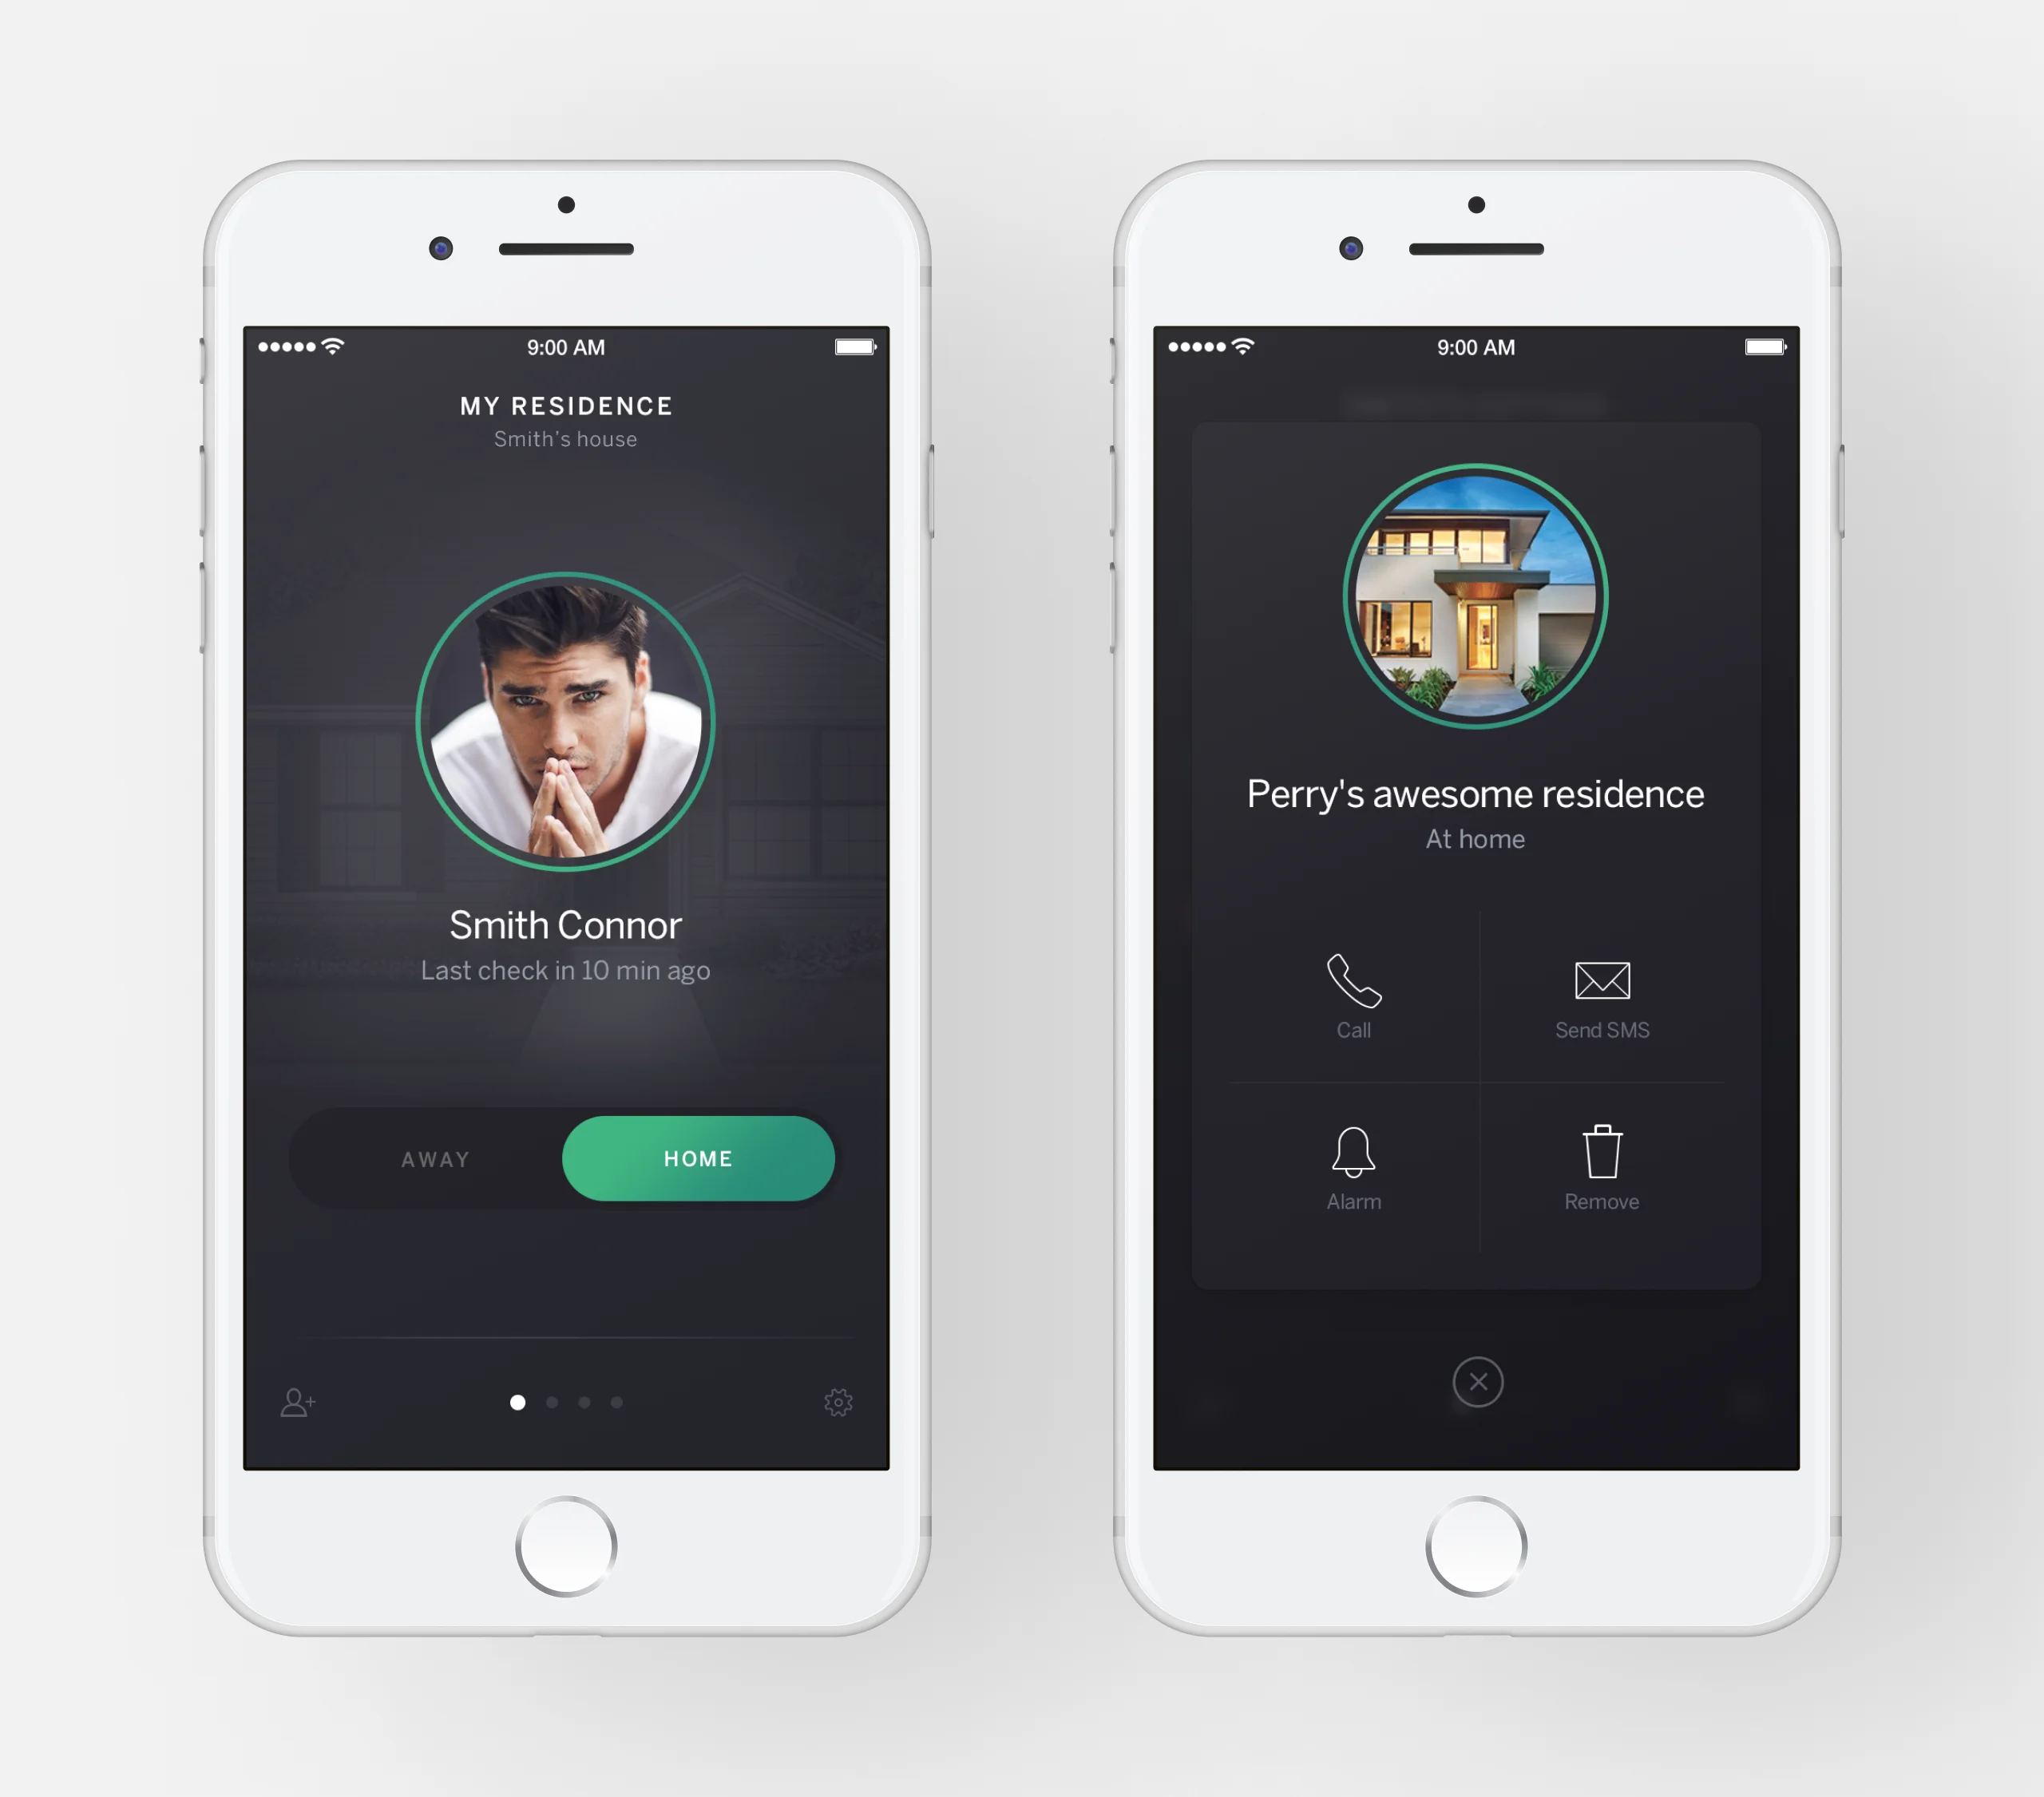 9:00 AM
MY RESIDENCE
Smith's house
Smith Connor
Last check in 10 min ago
AWAY
HOME
9:00 AM
Perry's awesome residence
At home
Call
Send SMS
Alarm
Remove